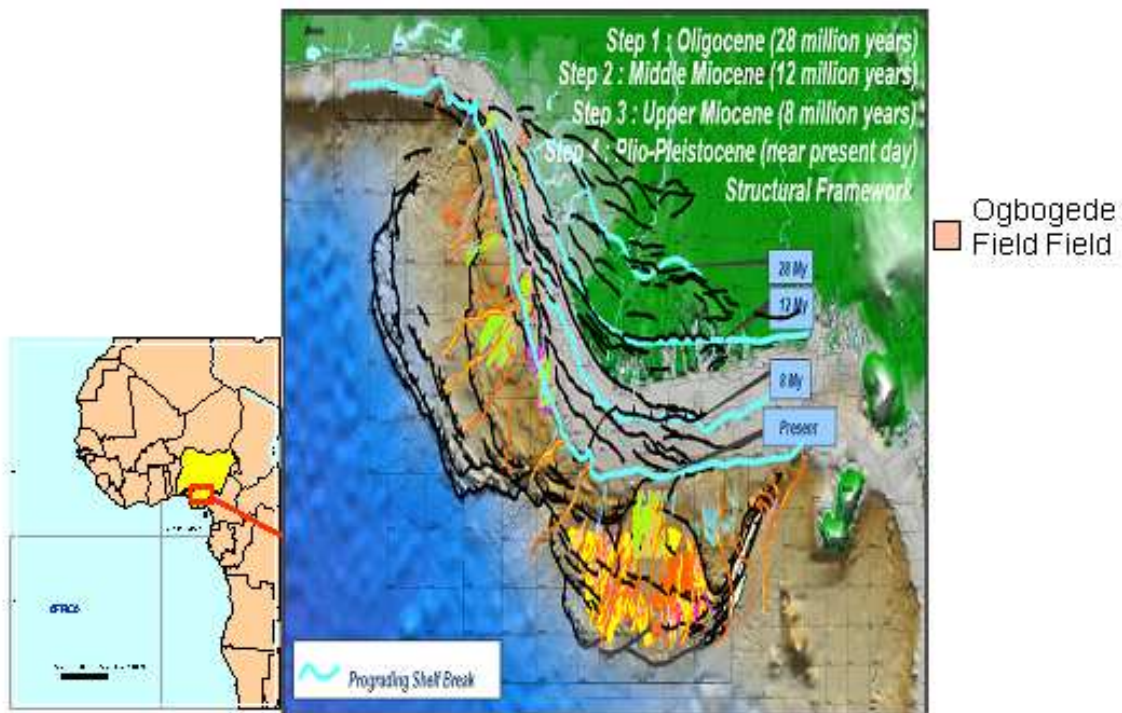 Step 1 : Oligocene (28 million years)
Step 2 : Middle Miocene (12 million years)
Step 3 : Upper Miocene (8 million years)
Step 4 : Plio-Pleistocene (near present day)
Structural Framework
Ogbogede
Field Field
28 My
12 My
8 My
Present
Prograding Shelf Break